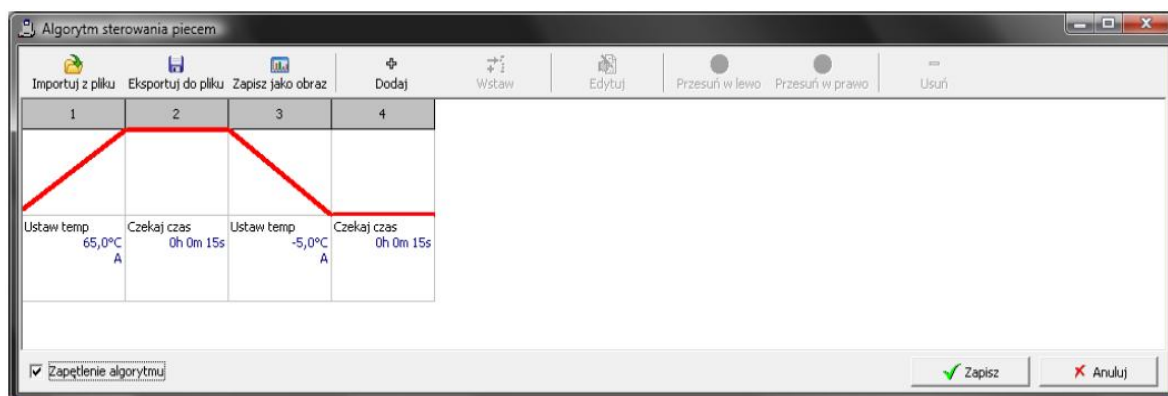 Algorytm sterowania piecem
Importuj z pliku Eksportuj do pliku Zapisz jako obraz Dodaj Wstaw Edytuj Przesuń w lewo Przesuń w prawo Usuń
1 2 3 4
Ustaw temp Czekaj czas Ustaw temp Czekaj czas
65,0°C 0h 0m 15s -5,0°C 0h 0m 15s
A A
Zapętlenie algorytmu Zapisz Anuluj